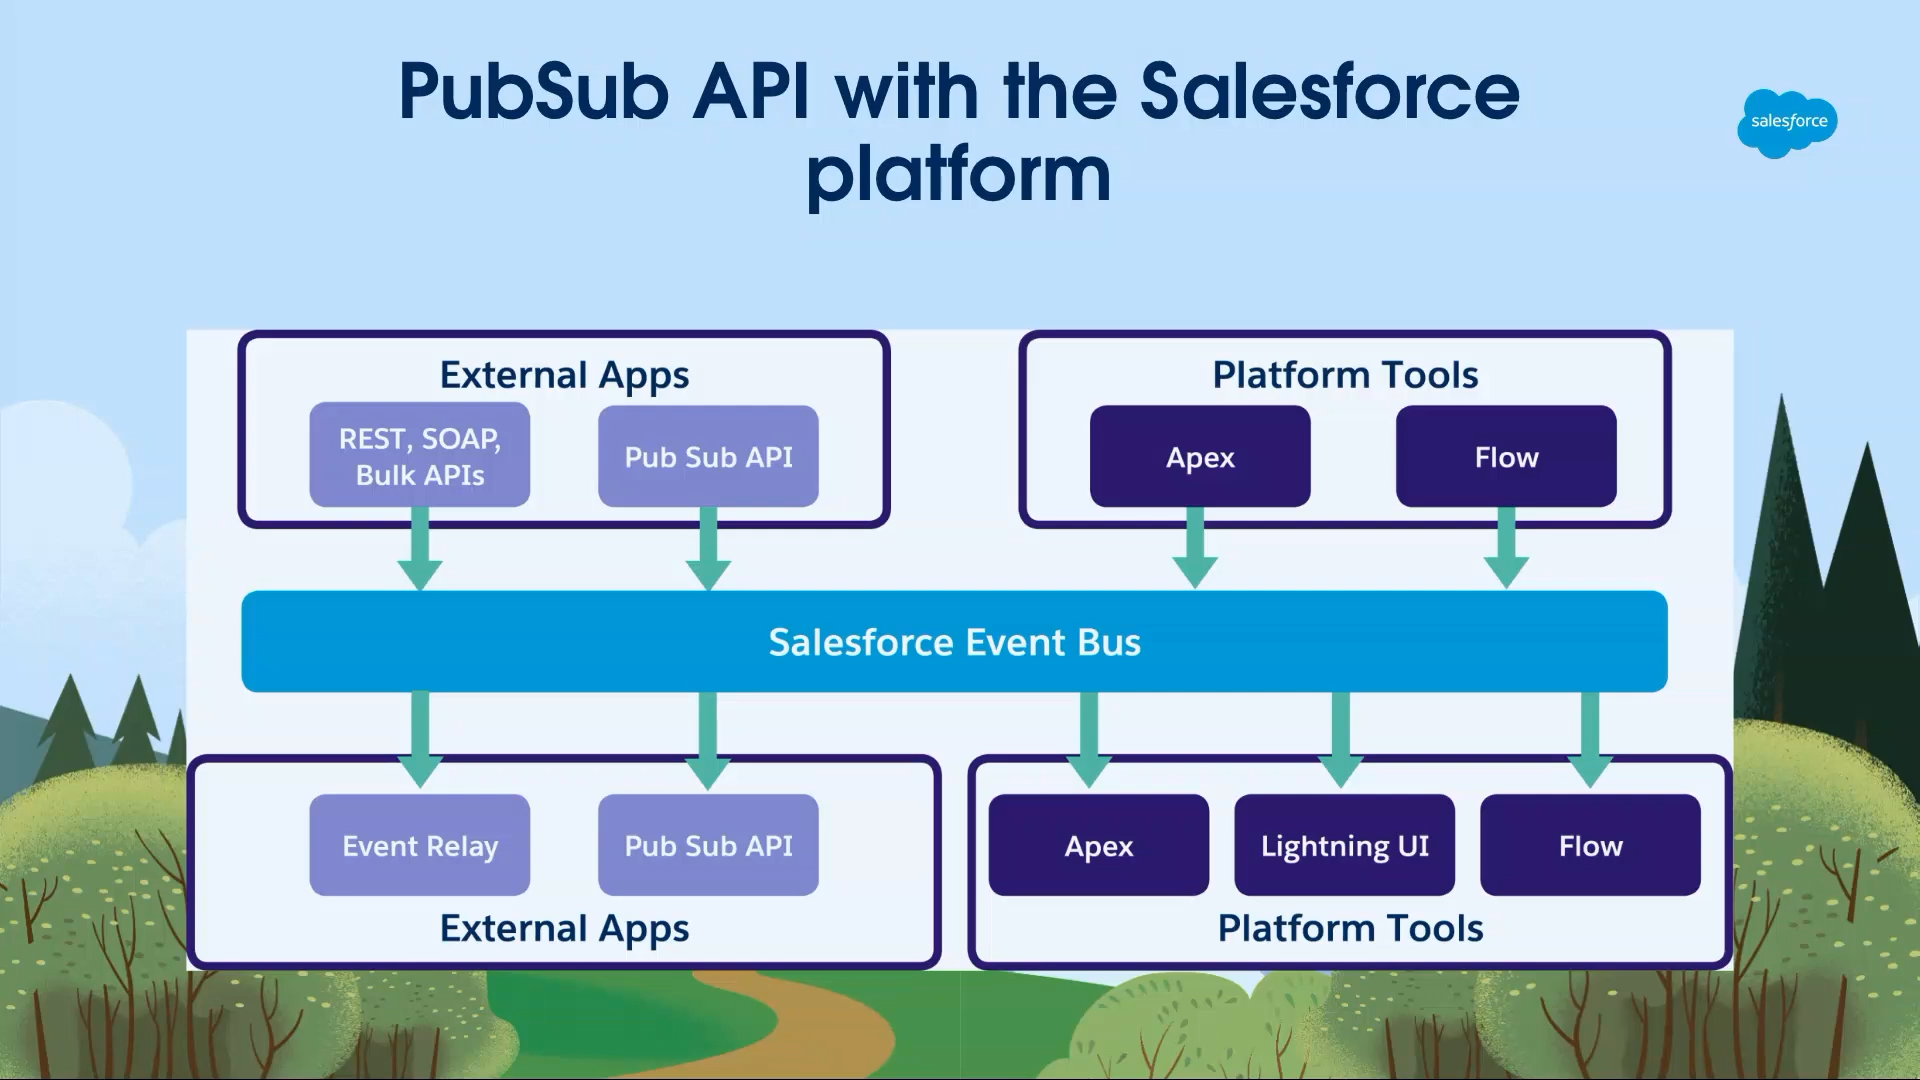 PubSub API with the Salesforce
platform
salesforce
External Apps
REST, SOAP,
Bulk APIs
Pub Sub API
Platform Tools
Apex
Flow
Salesforce Event Bus
Event Relay
Pub Sub API
External Apps
Apex
Lightning UI
Flow
Platform Tools